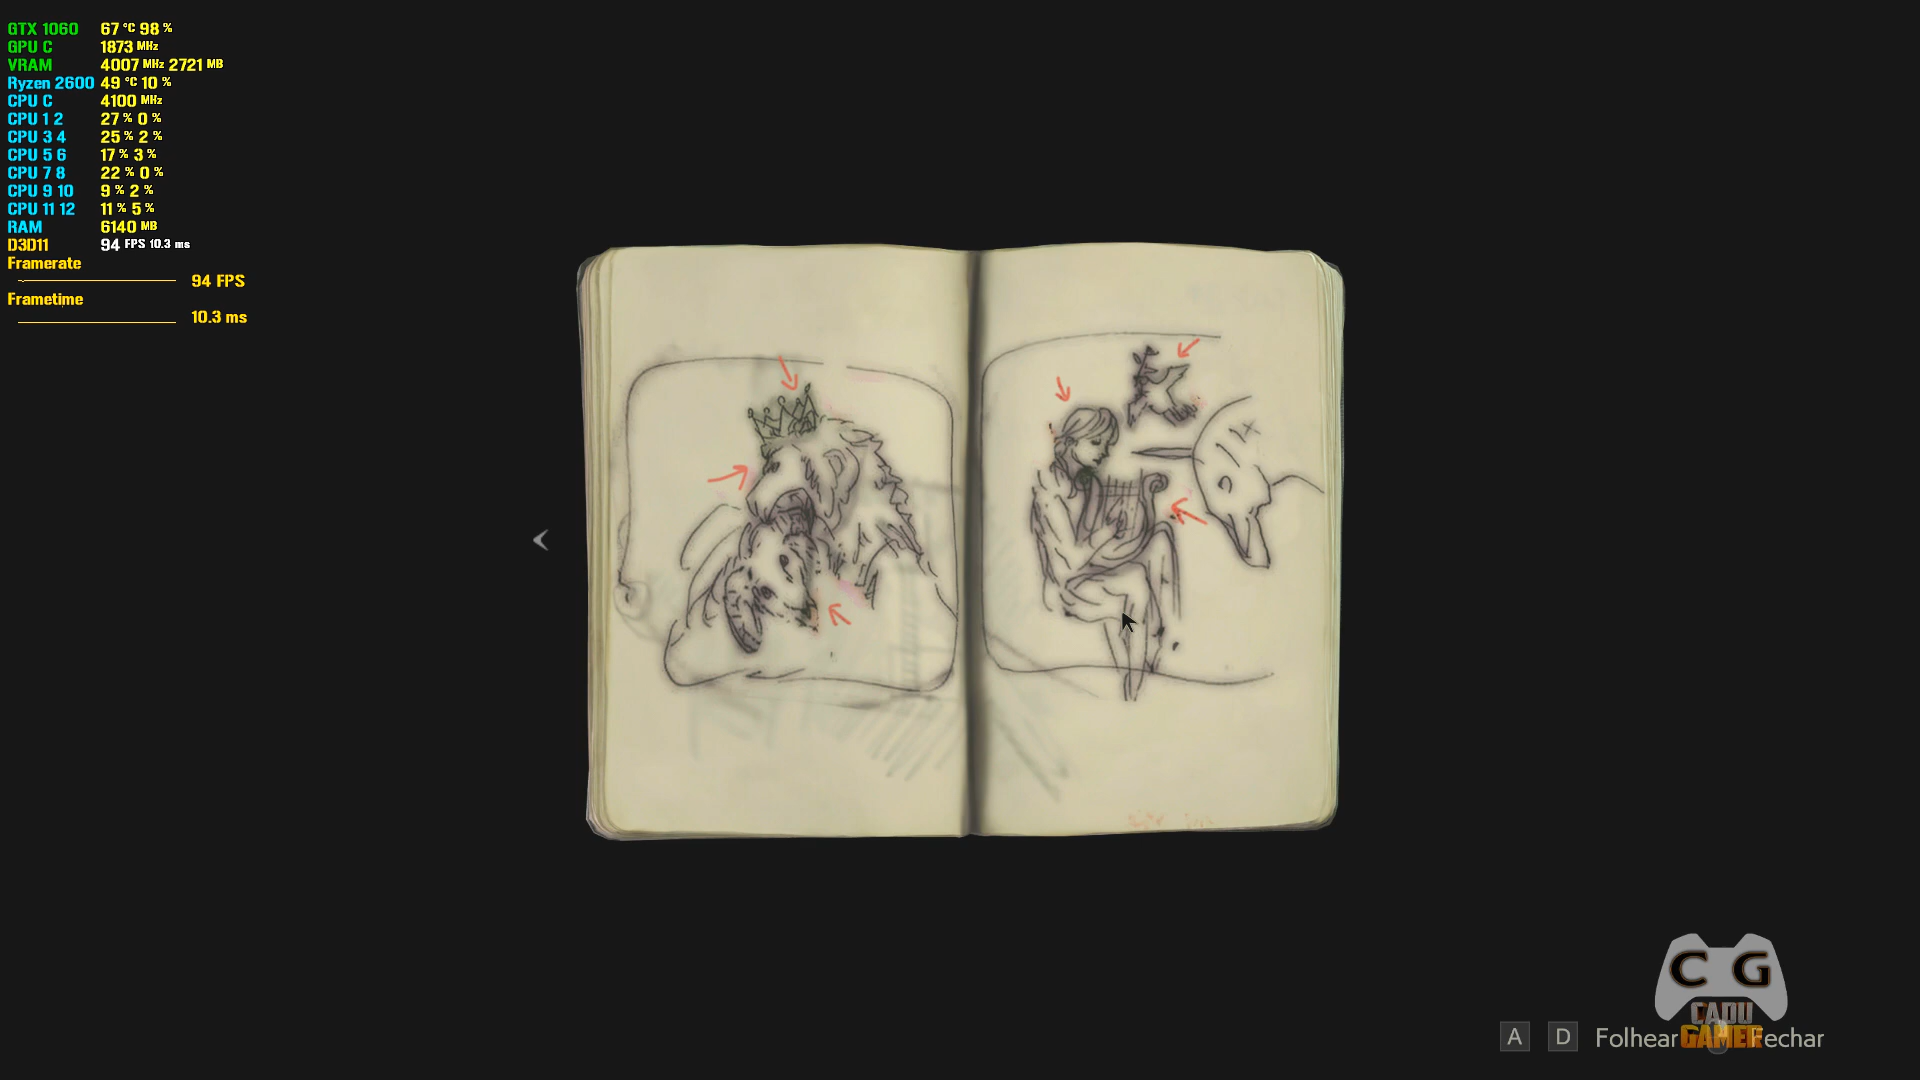 GTX 1060 67 °C 98 %
GPU C 1873 MHz
VRAM 4007 MHz 2721 MB
Ryzen 2600 49 °C 10 %
CPU C 4100 MHz
CPU 1 2 27 % 0 %
CPU 3 4 25 % 2 %
CPU 5 6 17 % 3 %
CPU 7 8 22 % 0 %
CPU 9 10 9 % 2 %
CPU 11 12 11 % 5 %
RAM 6140 MB
D3D11 94 FPS 10.3 ms
Framerate
94 FPS
Frametime
10.3 ms
C G
CADU
GAMER
A D Folhear Fechar